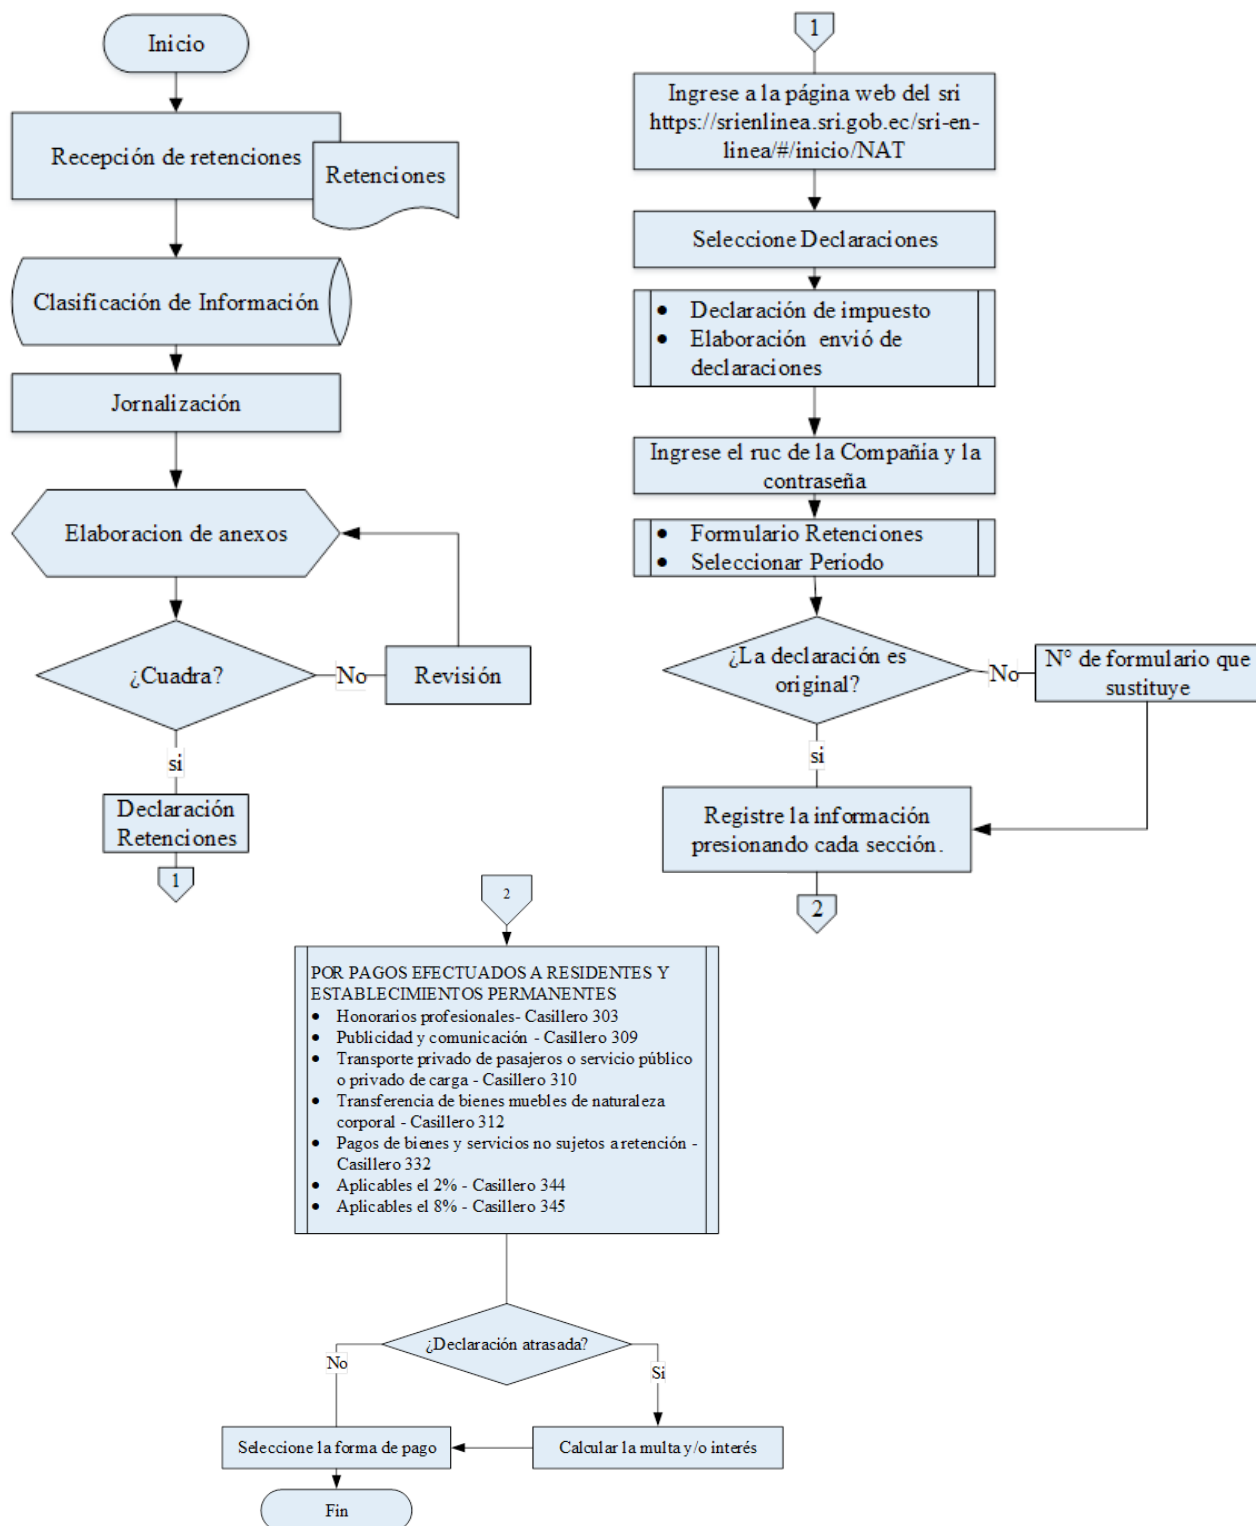 Inicio
Recepción de retenciones
Retenciones
Clasificación de Información
Jornalización
Elaboracion de anexos
¿Cuadra?
No
Revisión
si
Declaración
Retenciones
1
1
Ingrese a la página web del sri
https://srienlinea.sri.gob.ec/sri-en-
linea/#/inicio/NAT
Seleccione Declaraciones
• Declaración de impuesto
• Elaboración envió de
declaraciones
Ingrese el ruc de la Compañía y la
contraseña
• Formulario Retenciones
• Seleccionar Período
¿La declaración es
original?
No
N° de formulario que
sustituye
si
Registre la información
presionando cada sección.
2
2
POR PAGOS EFECTUADOS A RESIDENTES Y
ESTABLECIMIENTOS PERMANENTES
• Honorarios profesionales- Casillero 303
• Publicidad y comunicación - Casillero 309
• Transporte privado de pasajeros o servicio público
o privado de carga - Casillero 310
• Transferencia de bienes muebles de naturaleza
corporal - Casillero 312
• Pagos de bienes y servicios no sujetos a retención -
Casillero 332
• Aplicables el 2% - Casillero 344
• Aplicables el 8% - Casillero 345
¿Declaración atrasada?
No
Si
Seleccione la forma de pago
Calcular la multa y/o interés
Fin